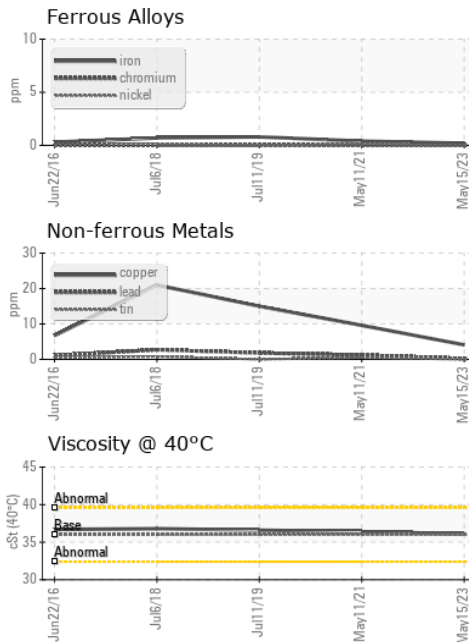 Ferrous Alloys
10
5
0
ppm
iron
chromium
nickel
Jun22/16
Jul6/18
Jul11/19
May11/21
May15/23
Non-ferrous Metals
30
20
10
0
ppm
copper
lead
tin
Jun22/16
Jul6/18
Jul11/19
May11/21
May15/23
Viscosity @ 40°C
45
40
35
30
cSt (40°C)
Abnormal
Base
Abnormal
Jun22/16
Jul6/18
Jul11/19
May11/21
May15/23